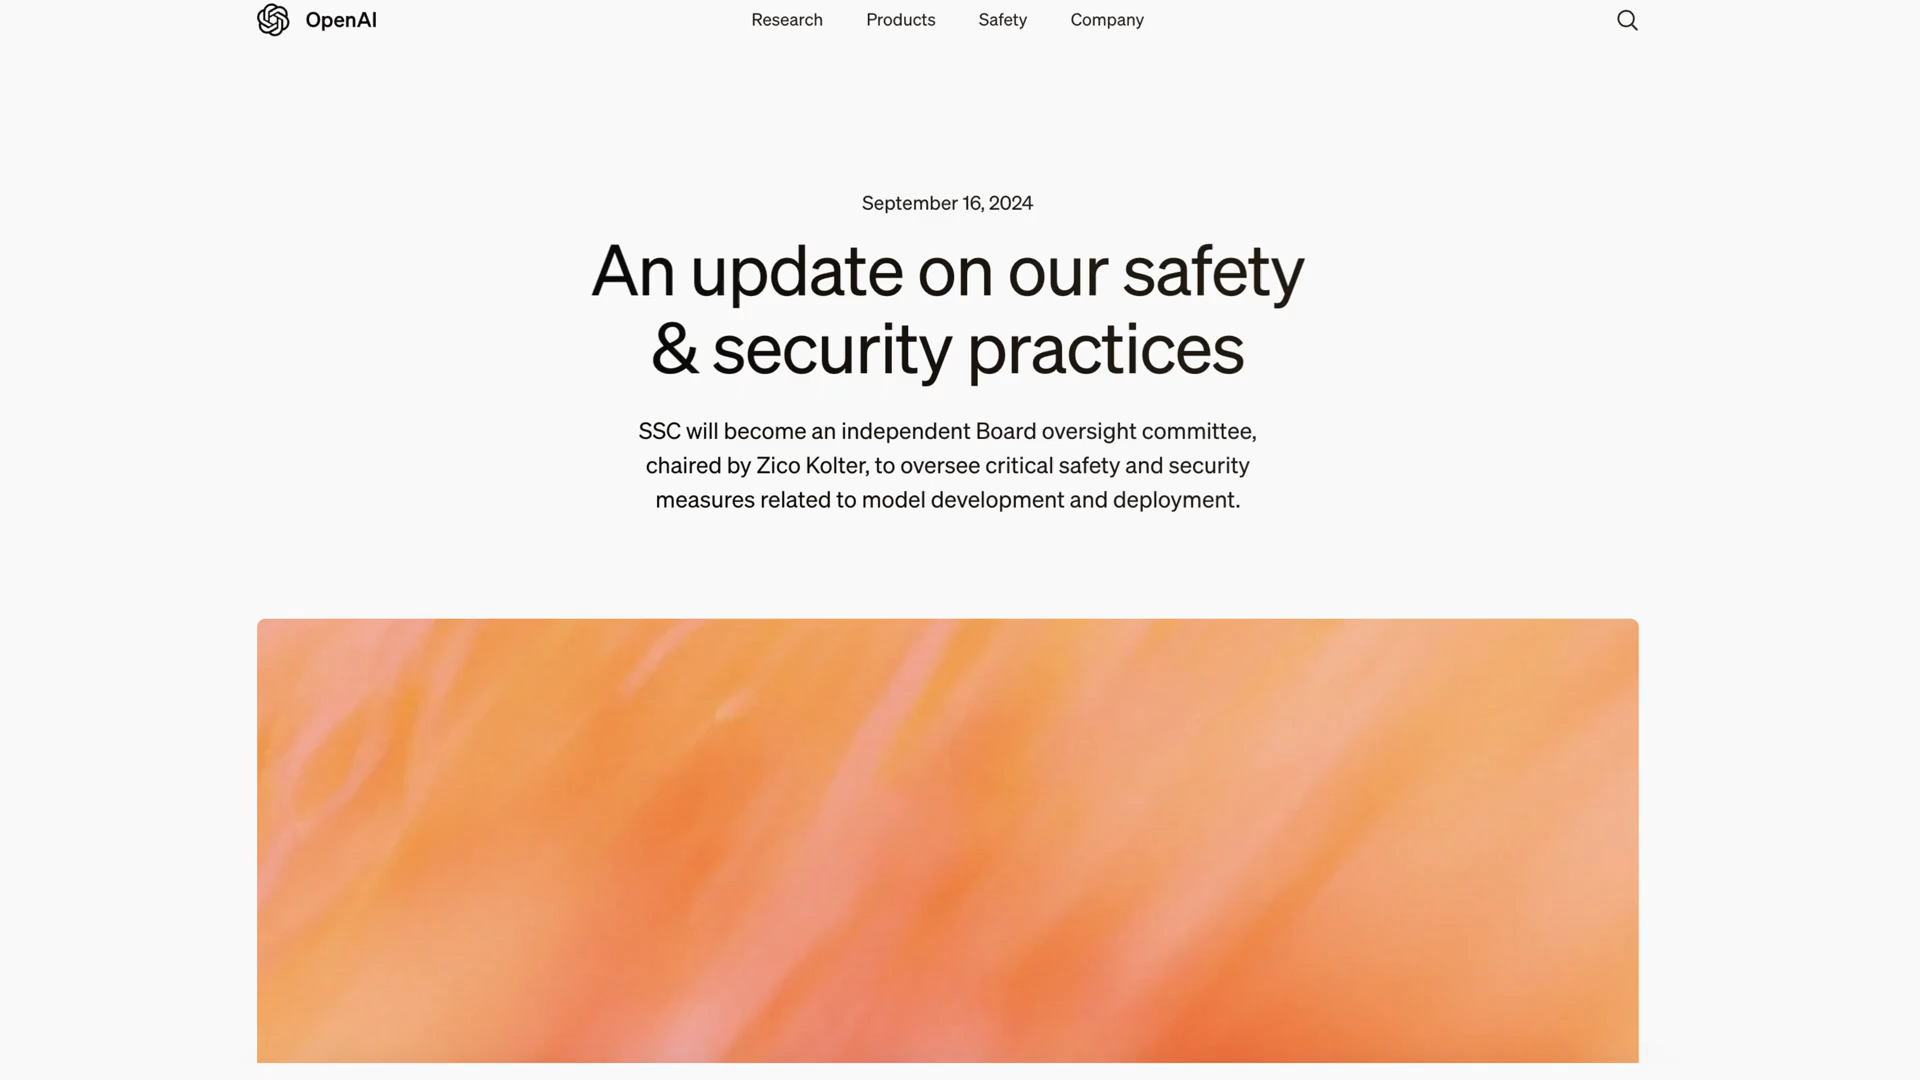 OpenAI
Research Products Safety Company
September 16, 2024
An update on our safety
& security practices
SSC will become an independent Board oversight committee,
chaired by Zico Kolter, to oversee critical safety and security
measures related to model development and deployment.